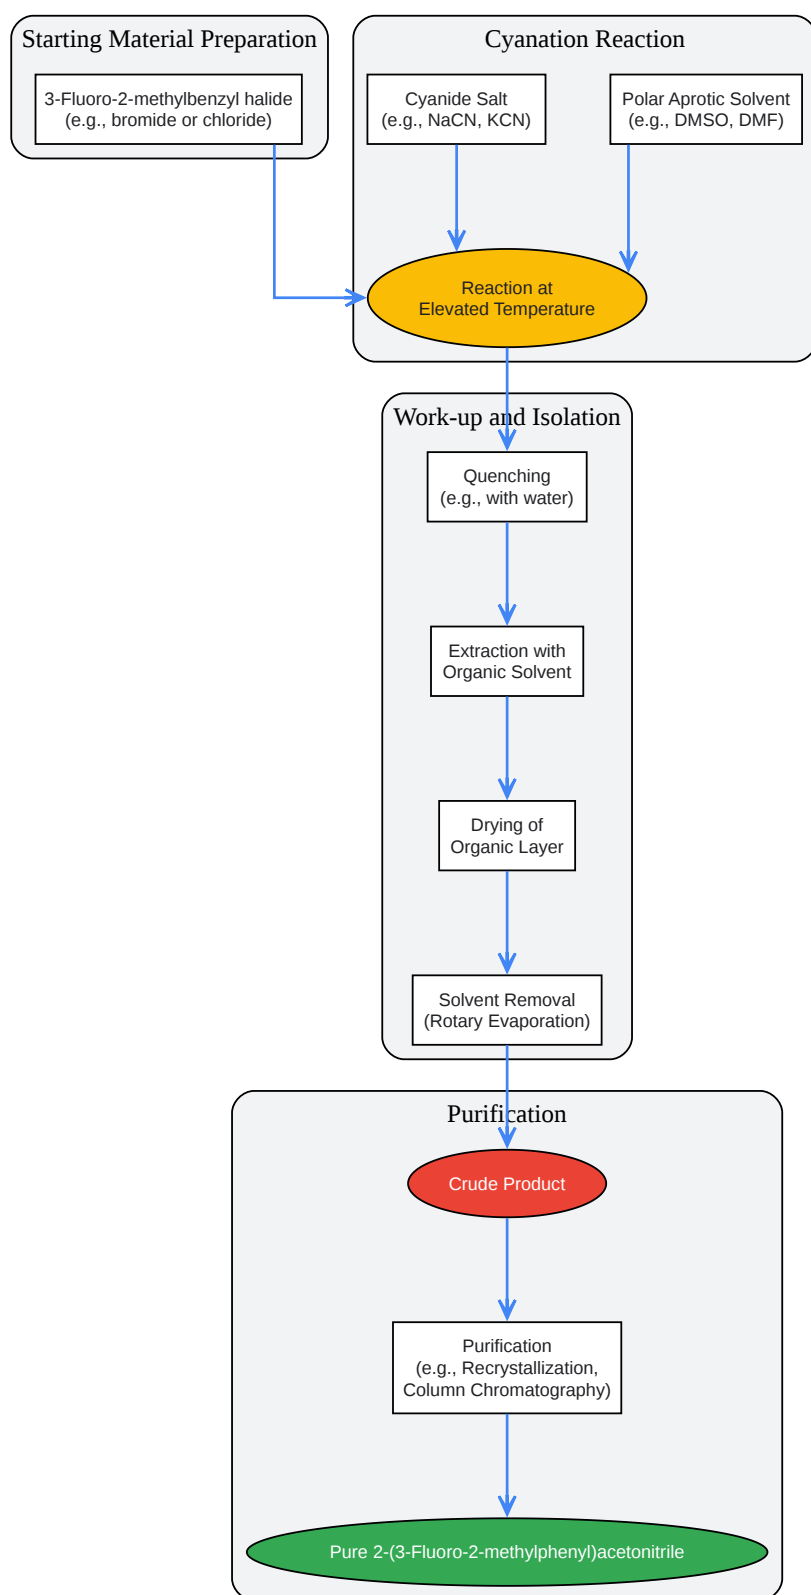 Starting Material Preparation
3-Fluoro-2-methylbenzyl halide
(e.g., bromide or chloride)
Cyanation Reaction
Cyanide Salt
(e.g., NaCN, KCN)
Polar Aprotic Solvent
(e.g., DMSO, DMF)
Reaction at
Elevated Temperature
Work-up and Isolation
Quenching
(e.g., with water)
Extraction with
Organic Solvent
Drying of
Organic Layer
Solvent Removal
(Rotary Evaporation)
Purification
Crude Product
Purification
(e.g., Recrystallization,
Column Chromatography)
Pure 2-(3-Fluoro-2-methylphenyl)acetonitrile